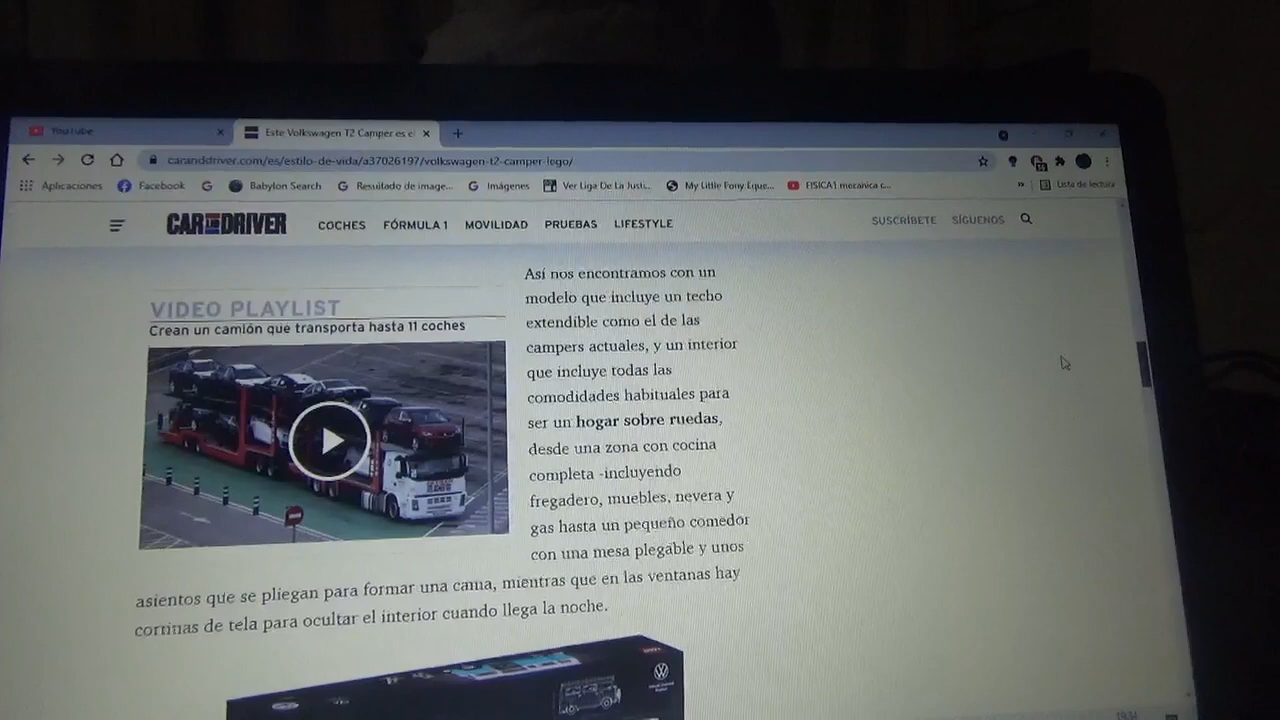 YouTube
Este Volkswagen T2 Camper es el
caranddriver.com/es/estilo-de-vida/a37026197/volkswagen-t2-camper-lego/
Aplicaciones Facebook Babylon Search Resultado de image... Imágenes Ver Liga De La Justi... My Little Pony Eque... FISICA1 mecanica c... » Lista de lectura
CAR AND DRIVER COCHES FÓRMULA 1 MOVILIDAD PRUEBAS LIFESTYLE SUSCRÍBETE SÍGUENOS
VIDEO PLAYLIST
Crean un camión que transporta hasta 11 coches
Así nos encontramos con un
modelo que incluye un techo
extendible como el de las
campers actuales, y un interior
que incluye todas las
comodidades habituales para
ser un hogar sobre ruedas,
desde una zona con cocina
completa -incluyendo
fregadero, muebles, nevera y
gas hasta un pequeño comedor
con una mesa plegable y unos
asientos que se pliegan para formar una cama, mientras que en las ventanas hay
cortinas de tela para ocultar el interior cuando llega la noche.
19:34